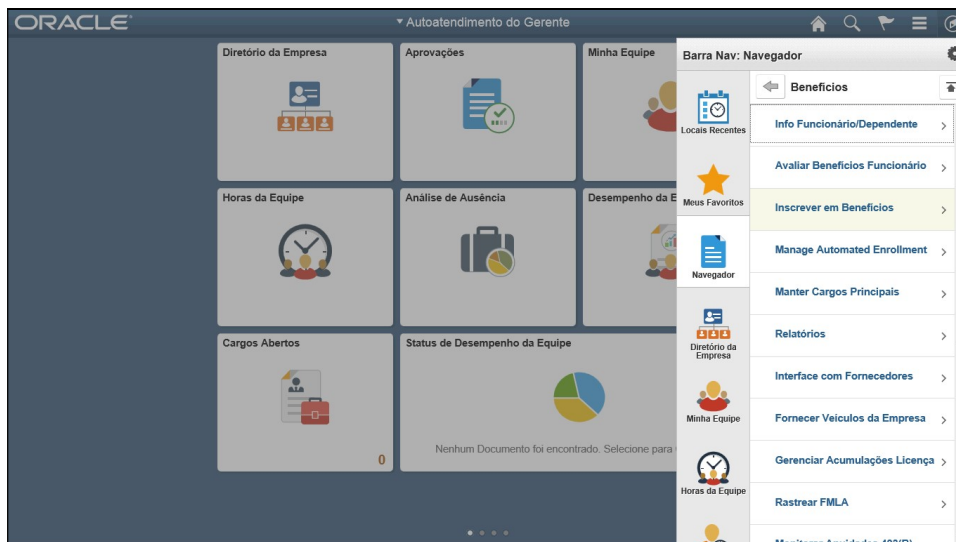 ORACLE
Autoatendimento do Gerente
Diretório da Empresa
Aprovações
Minha Equipe
Horas da Equipe
Análise de Ausência
Desempenho da E
Cargos Abertos
0
Status de Desempenho da Equipe
Nenhum Documento foi encontrado. Selecione para
Barra Nav: Navegador
Locais Recentes
Meus Favoritos
Navegador
Diretório da
Empresa
Minha Equipe
Horas da Equipe
Benefícios
Info Funcionário/Dependente
Avaliar Benefícios Funcionário
Inscrever em Benefícios
Manage Automated Enrollment
Manter Cargos Principais
Relatórios
Interface com Fornecedores
Fornecer Veículos da Empresa
Gerenciar Acumulações Licença
Rastrear FMLA